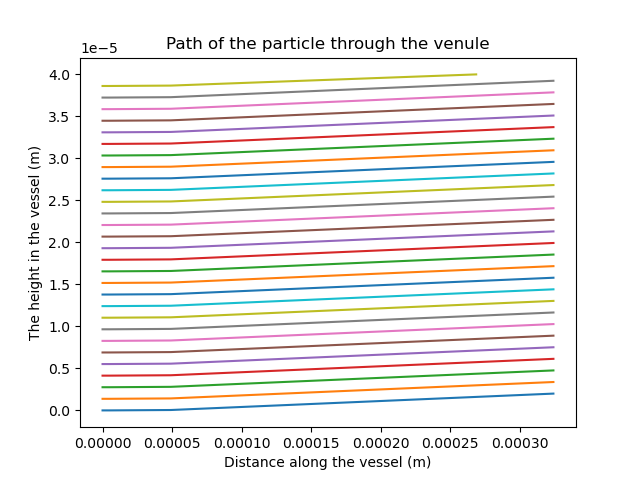 Path of the particle through the venule
1e−5
4.0
3.5
3.0
2.5
2.0
1.5
1.0
0.5
0.0
The height in the vessel (m)
0.00000 0.00005 0.00010 0.00015 0.00020 0.00025 0.00030
Distance along the vessel (m)